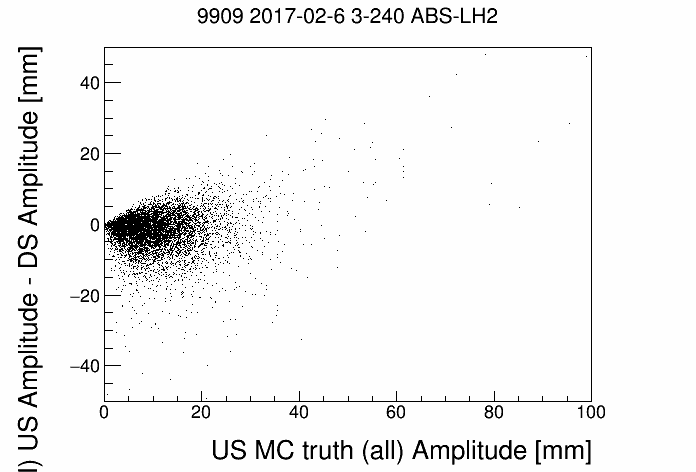 9909 2017-02-6 3-240 ABS-LH2
l) US Amplitude - DS Amplitude [mm]
40
20
0
−20
−40
0 20 40 60 80 100
US MC truth (all) Amplitude [mm]